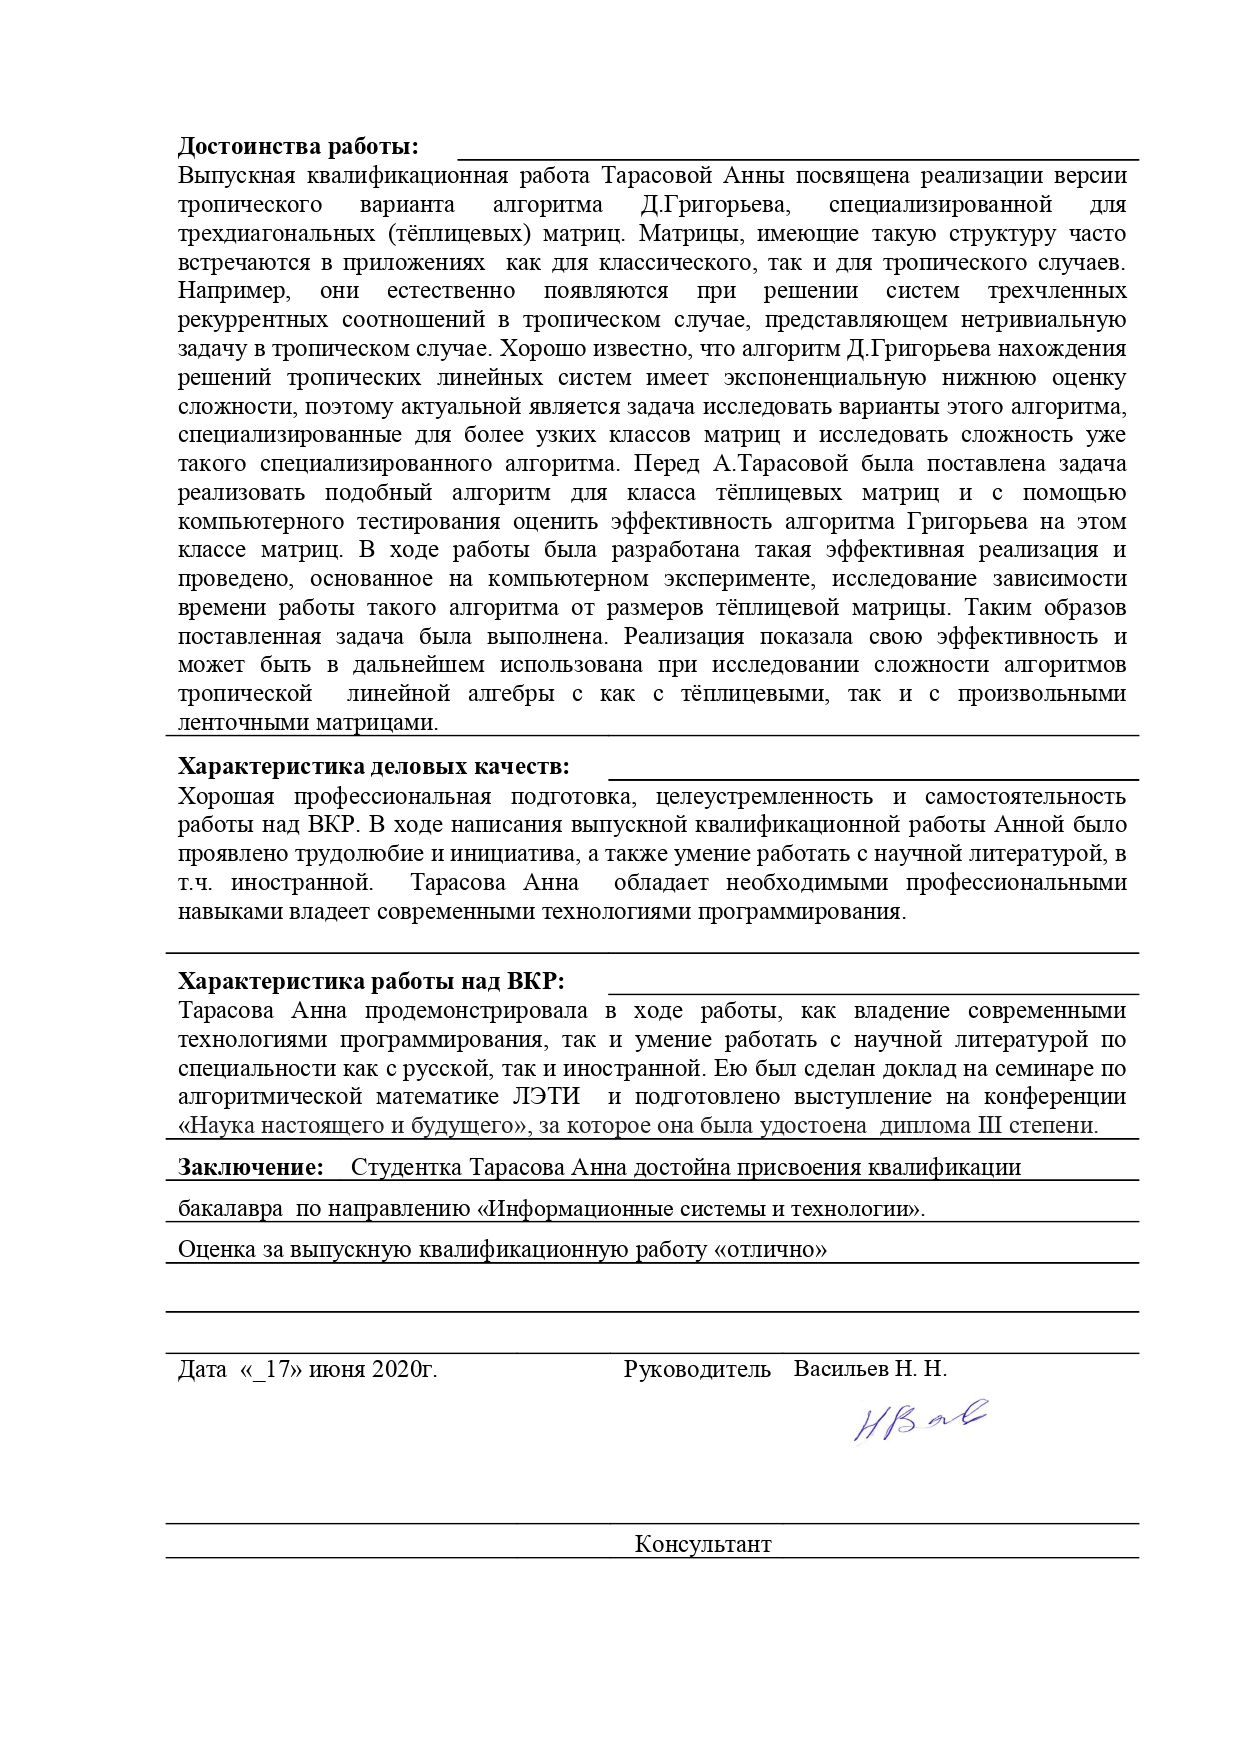 Достоинства работы:
Выпускная квалификационная работа Тарасовой Анны посвящена реализации версии
тропического варианта алгоритма Д.Григорьева, специализированной для
трехдиагональных (тёплицевых) матриц. Матрицы, имеющие такую структуру часто
встречаются в приложениях как для классического, так и для тропического случаев.
Например, они естественно появляются при решении систем трехчленных
рекуррентных соотношений в тропическом случае, представляющем нетривиальную
задачу в тропическом случае. Хорошо известно, что алгоритм Д.Григорьева нахождения
решений тропических линейных систем имеет экспоненциальную нижнюю оценку
сложности, поэтому актуальной является задача исследовать варианты этого алгоритма,
специализированные для более узких классов матриц и исследовать сложность уже
такого специализированного алгоритма. Перед А.Тарасовой была поставлена задача
реализовать подобный алгоритм для класса тёплицевых матриц и с помощью
компьютерного тестирования оценить эффективность алгоритма Григорьева на этом
классе матриц. В ходе работы была разработана такая эффективная реализация и
проведено, основанное на компьютерном эксперименте, исследование зависимости
времени работы такого алгоритма от размеров тёплицевой матрицы. Таким образов
поставленная задача была выполнена. Реализация показала свою эффективность и
может быть в дальнейшем использована при исследовании сложности алгоритмов
тропической линейной алгебры с как с тёплицевыми, так и с произвольными
ленточными матрицами.
Характеристика деловых качеств:
Хорошая профессиональная подготовка, целеустремленность и самостоятельность
работы над ВКР. В ходе написания выпускной квалификационной работы Анной было
проявлено трудолюбие и инициатива, а также умение работать с научной литературой, в
т.ч. иностранной. Тарасова Анна обладает необходимыми профессиональными
навыками владеет современными технологиями программирования.
Характеристика работы над ВКР:
Тарасова Анна продемонстрировала в ходе работы, как владение современными
технологиями программирования, так и умение работать с научной литературой по
специальности как с русской, так и иностранной. Ею был сделан доклад на семинаре по
алгоритмической математике ЛЭТИ и подготовлено выступление на конференции
«Наука настоящего и будущего», за которое она была удостоена диплома III степени.
Заключение: Студентка Тарасова Анна достойна присвоения квалификации
бакалавра по направлению «Информационные системы и технологии».
Оценка за выпускную квалификационную работу «отлично»
Дата «_17» июня 2020г. Руководитель Васильев Н. Н.
НВас
Консультант